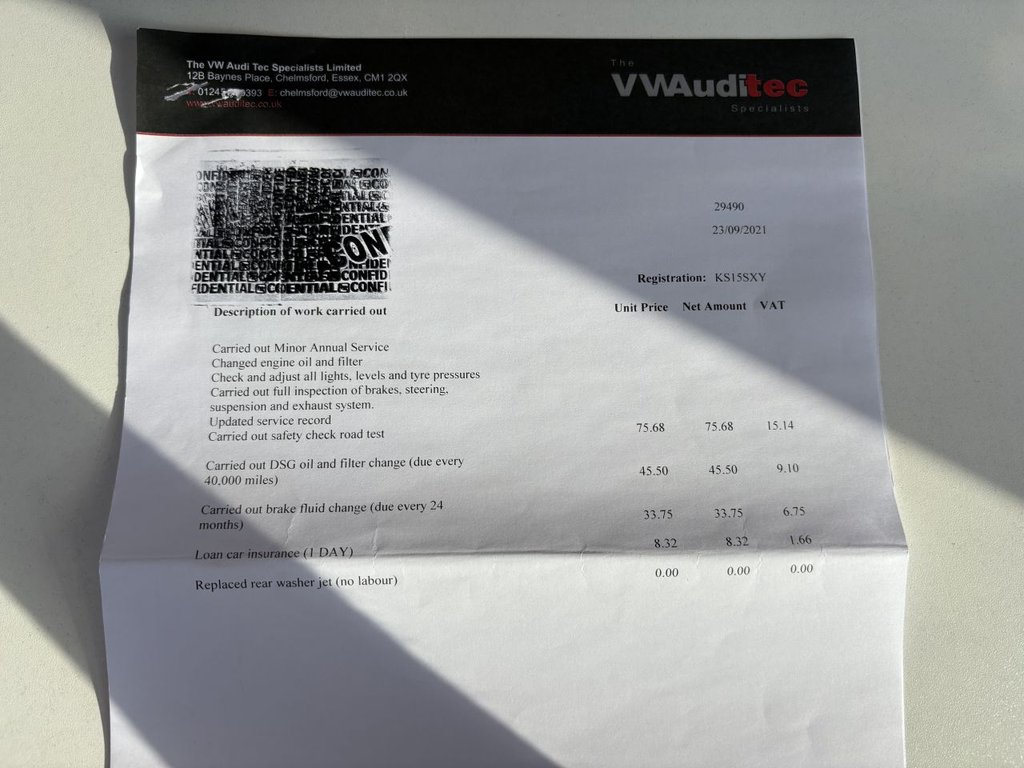 The VW Audi Tec Specialists Limited
12B Baynes Place, Chelmsford, Essex, CM1 2QX
E: chelmsford@vwauditec.co.uk
The
VWAuditec
Specialists
29490
23/09/2021
Registration: KS15SXY
Description of work carried out Unit Price Net Amount VAT
Carried out Minor Annual Service
Changed engine oil and filter
Check and adjust all lights, levels and tyre pressures
Carried out full inspection of brakes, steering,
suspension and exhaust system.
Updated service record
Carried out safety check road test 75.68 75.68 15.14
Carried out DSG oil and filter change (due every
40,000 miles) 45.50 45.50 9.10
Carried out brake fluid change (due every 24
months) 33.75 33.75 6.75
Loan car insurance (1 DAY) 8.32 8.32 1.66
Replaced rear washer jet (no labour) 0.00 0.00 0.00